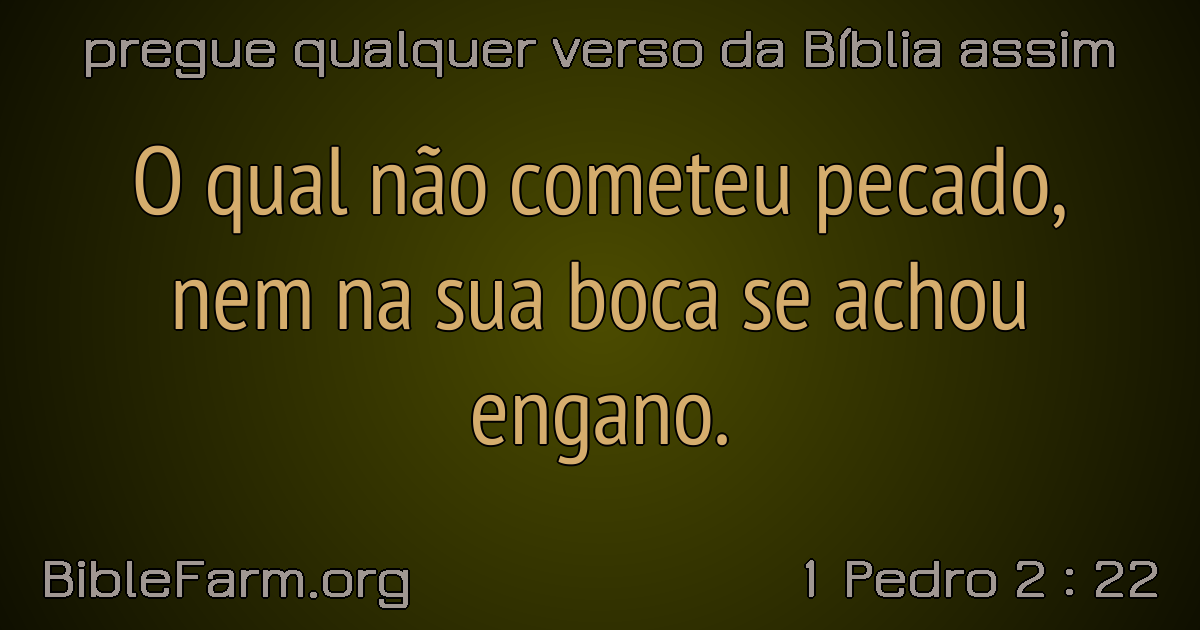 pregue qualquer verso da Bíblia assim
O qual não cometeu pecado,
nem na sua boca se achou
engano.
BibleFarm.org
1 Pedro 2 : 22